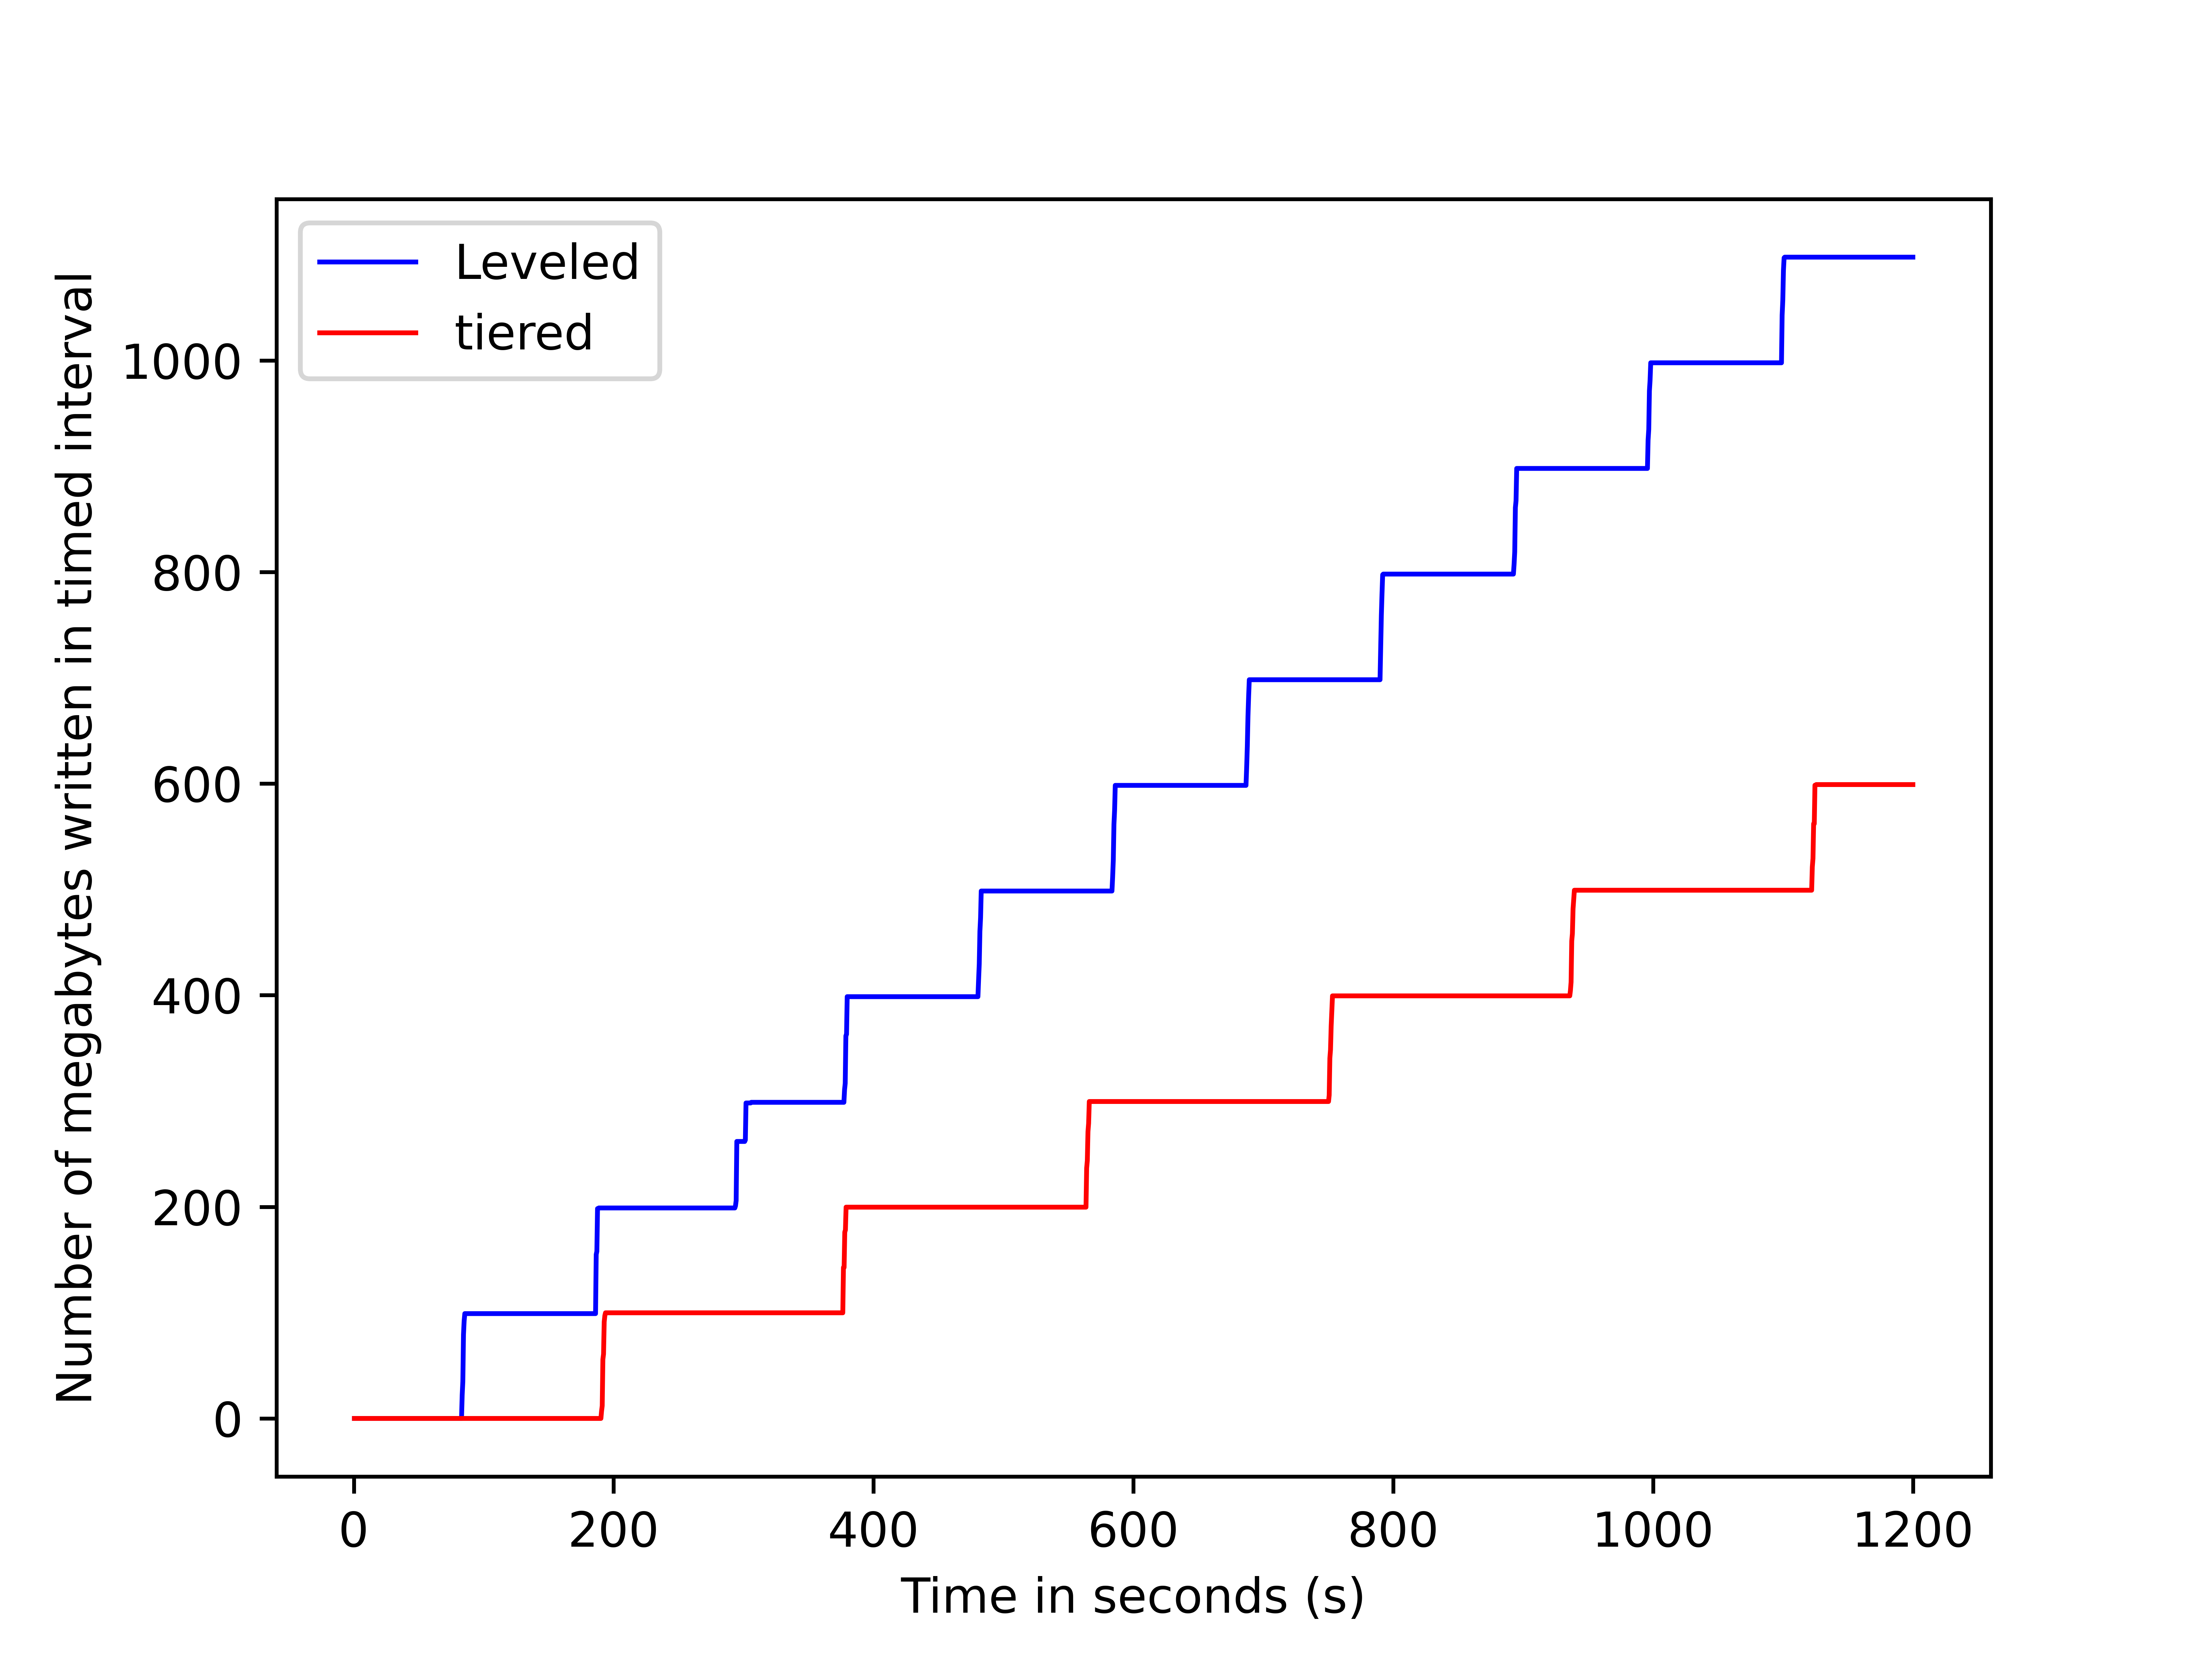 Leveled
tiered
Number of megabytes written in timed interval
1000
800
600
400
200
0
0 200 400 600 800 1000 1200
Time in seconds (s)